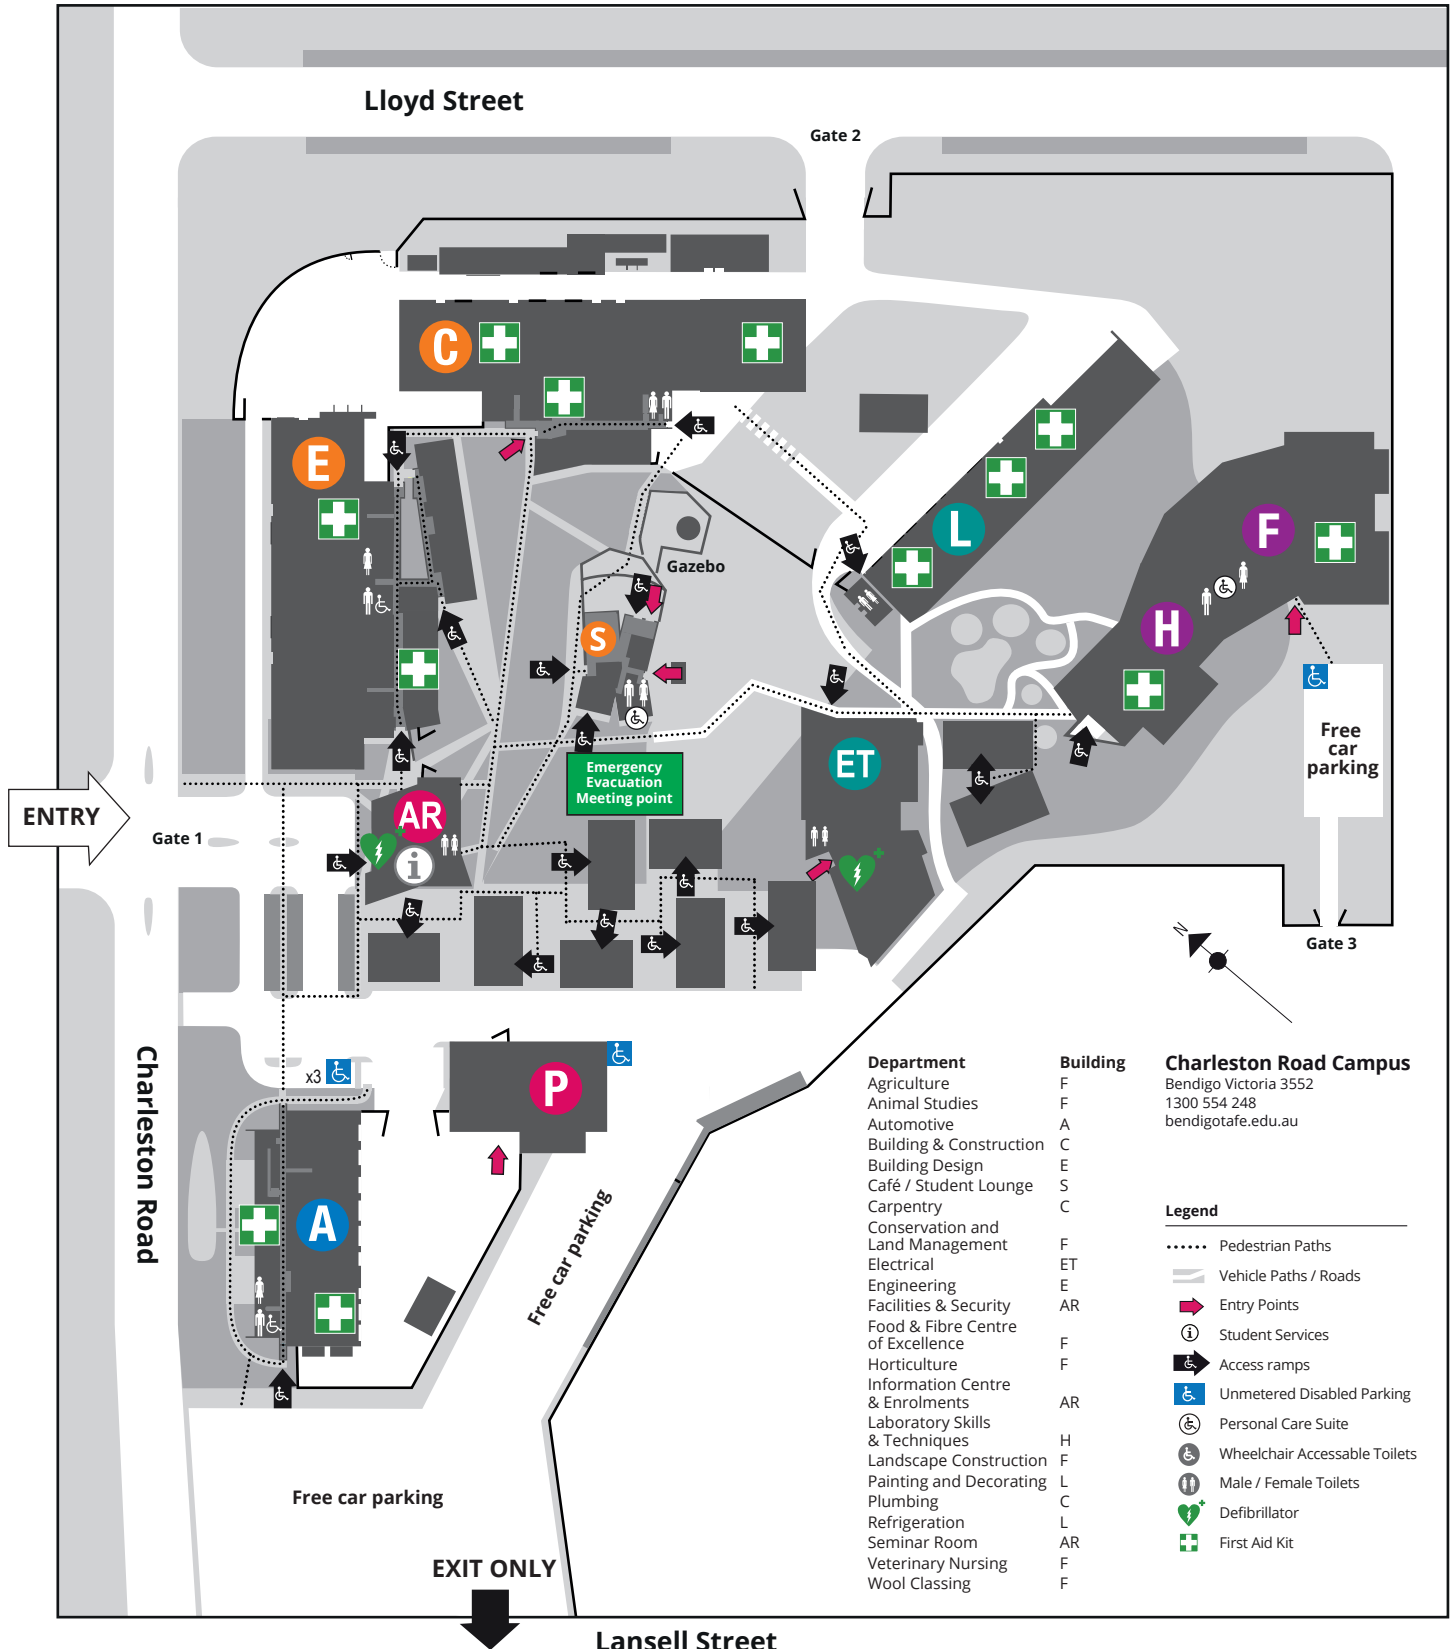 Lloyd Street
Gate 2
C
E
L
F
Gazebo
S
H
Free
car
parking
ET
Emergency
Evacuation
Meeting point
ENTRY
AR
Gate 1
i
N
Gate 3
Charleston Road
x3
P
A
Free car parking
Free car parking
EXIT ONLY
Lansell Street
Department Building
Agriculture F
Animal Studies F
Automotive A
Building & Construction C
Building Design E
Café / Student Lounge S
Carpentry C
Conservation and
Land Management F
Electrical ET
Engineering E
Facilities & Security AR
Food & Fibre Centre
of Excellence F
Horticulture F
Information Centre
& Enrolments AR
Laboratory Skills
& Techniques H
Landscape Construction F
Painting and Decorating L
Plumbing C
Refrigeration L
Seminar Room AR
Veterinary Nursing F
Wool Classing F
Charleston Road Campus
Bendigo Victoria 3552
1300 554 248
bendigotafe.edu.au
Legend
Pedestrian Paths
Vehicle Paths / Roads
Entry Points
i Student Services
Access ramps
Unmetered Disabled Parking
Personal Care Suite
Wheelchair Accessable Toilets
Male / Female Toilets
Defibrillator
First Aid Kit